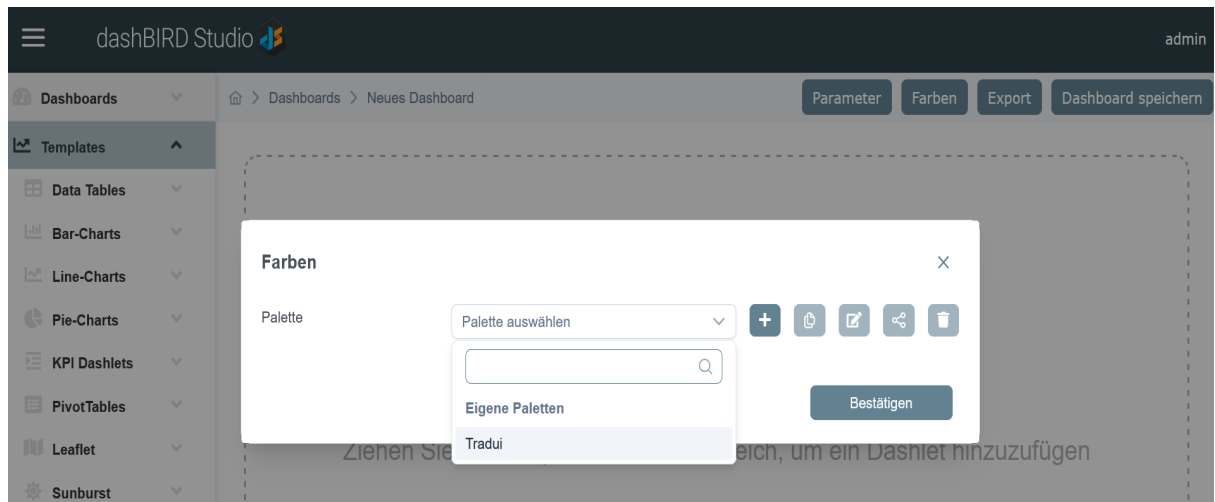 dashBIRD Studio
admin
Dashboards
Dashboards > Neues Dashboard
Parameter
Farben
Export
Dashboard speichern
Templates
Data Tables
Bar-Charts
Line-Charts
Pie-Charts
KPI Dashlets
PivotTables
Leaflet
Sunburst
Farben
Palette
Palette auswählen
Eigene Paletten
Tradui
Bestätigen
Ziehen Sie eich, um ein Dashlet hinzuzufügen